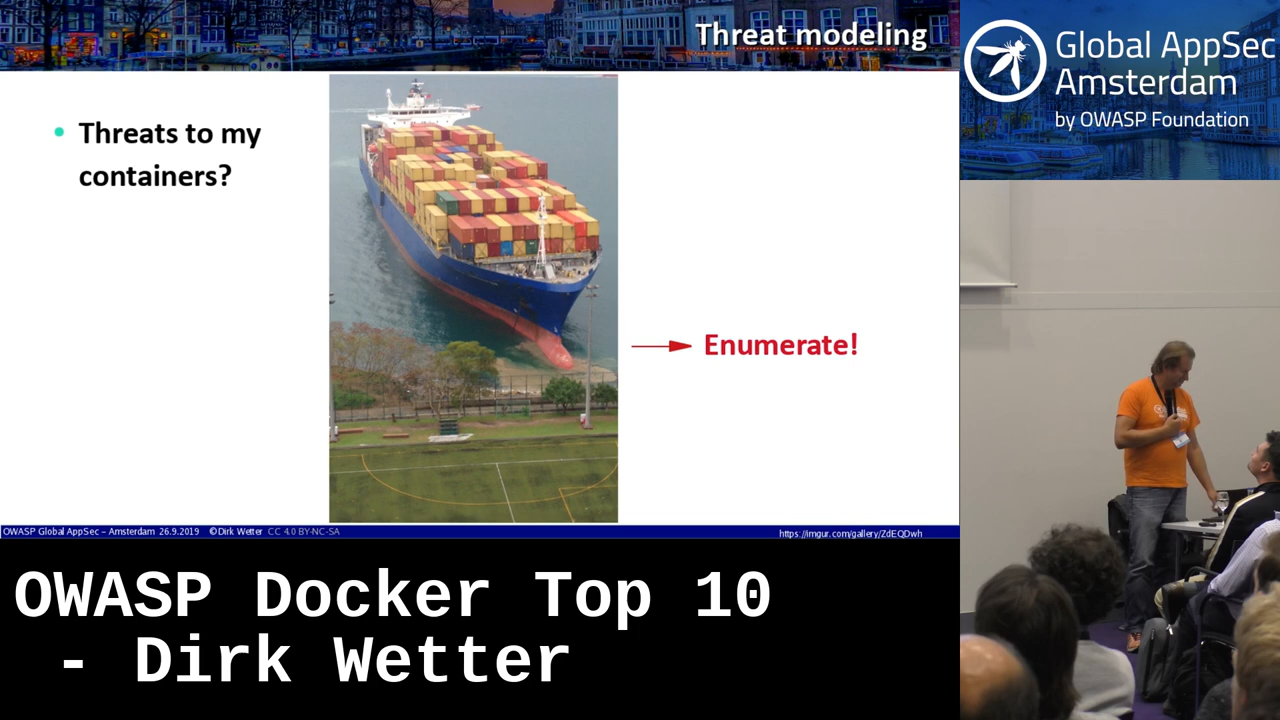 Threat modeling
Global AppSec
Amsterdam
by OWASP Foundation
• Threats to my
containers?
Enumerate!
OWASP Global AppSec – Amsterdam 26.9.2019 ©Dirk Wetter CC 4.0 BY-NC-SA
https://imgur.com/gallery/ZdEQDwh
OWASP Docker Top 10
- Dirk Wetter